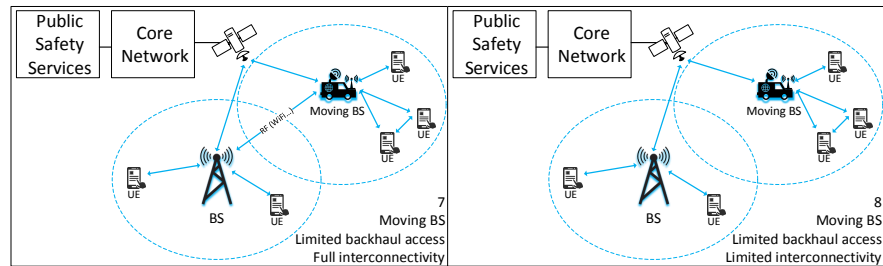 Public
Safety
Services
Core
Network
UE
Moving BS
UE
UE
RF (WiFi...)
UE
BS
UE
7
Moving BS
Limited backhaul access
Full interconnectivity
Public
Safety
Services
Core
Network
UE
Moving BS
UE
UE
UE
BS
UE
8
Moving BS
Limited backhaul access
Limited interconnectivity